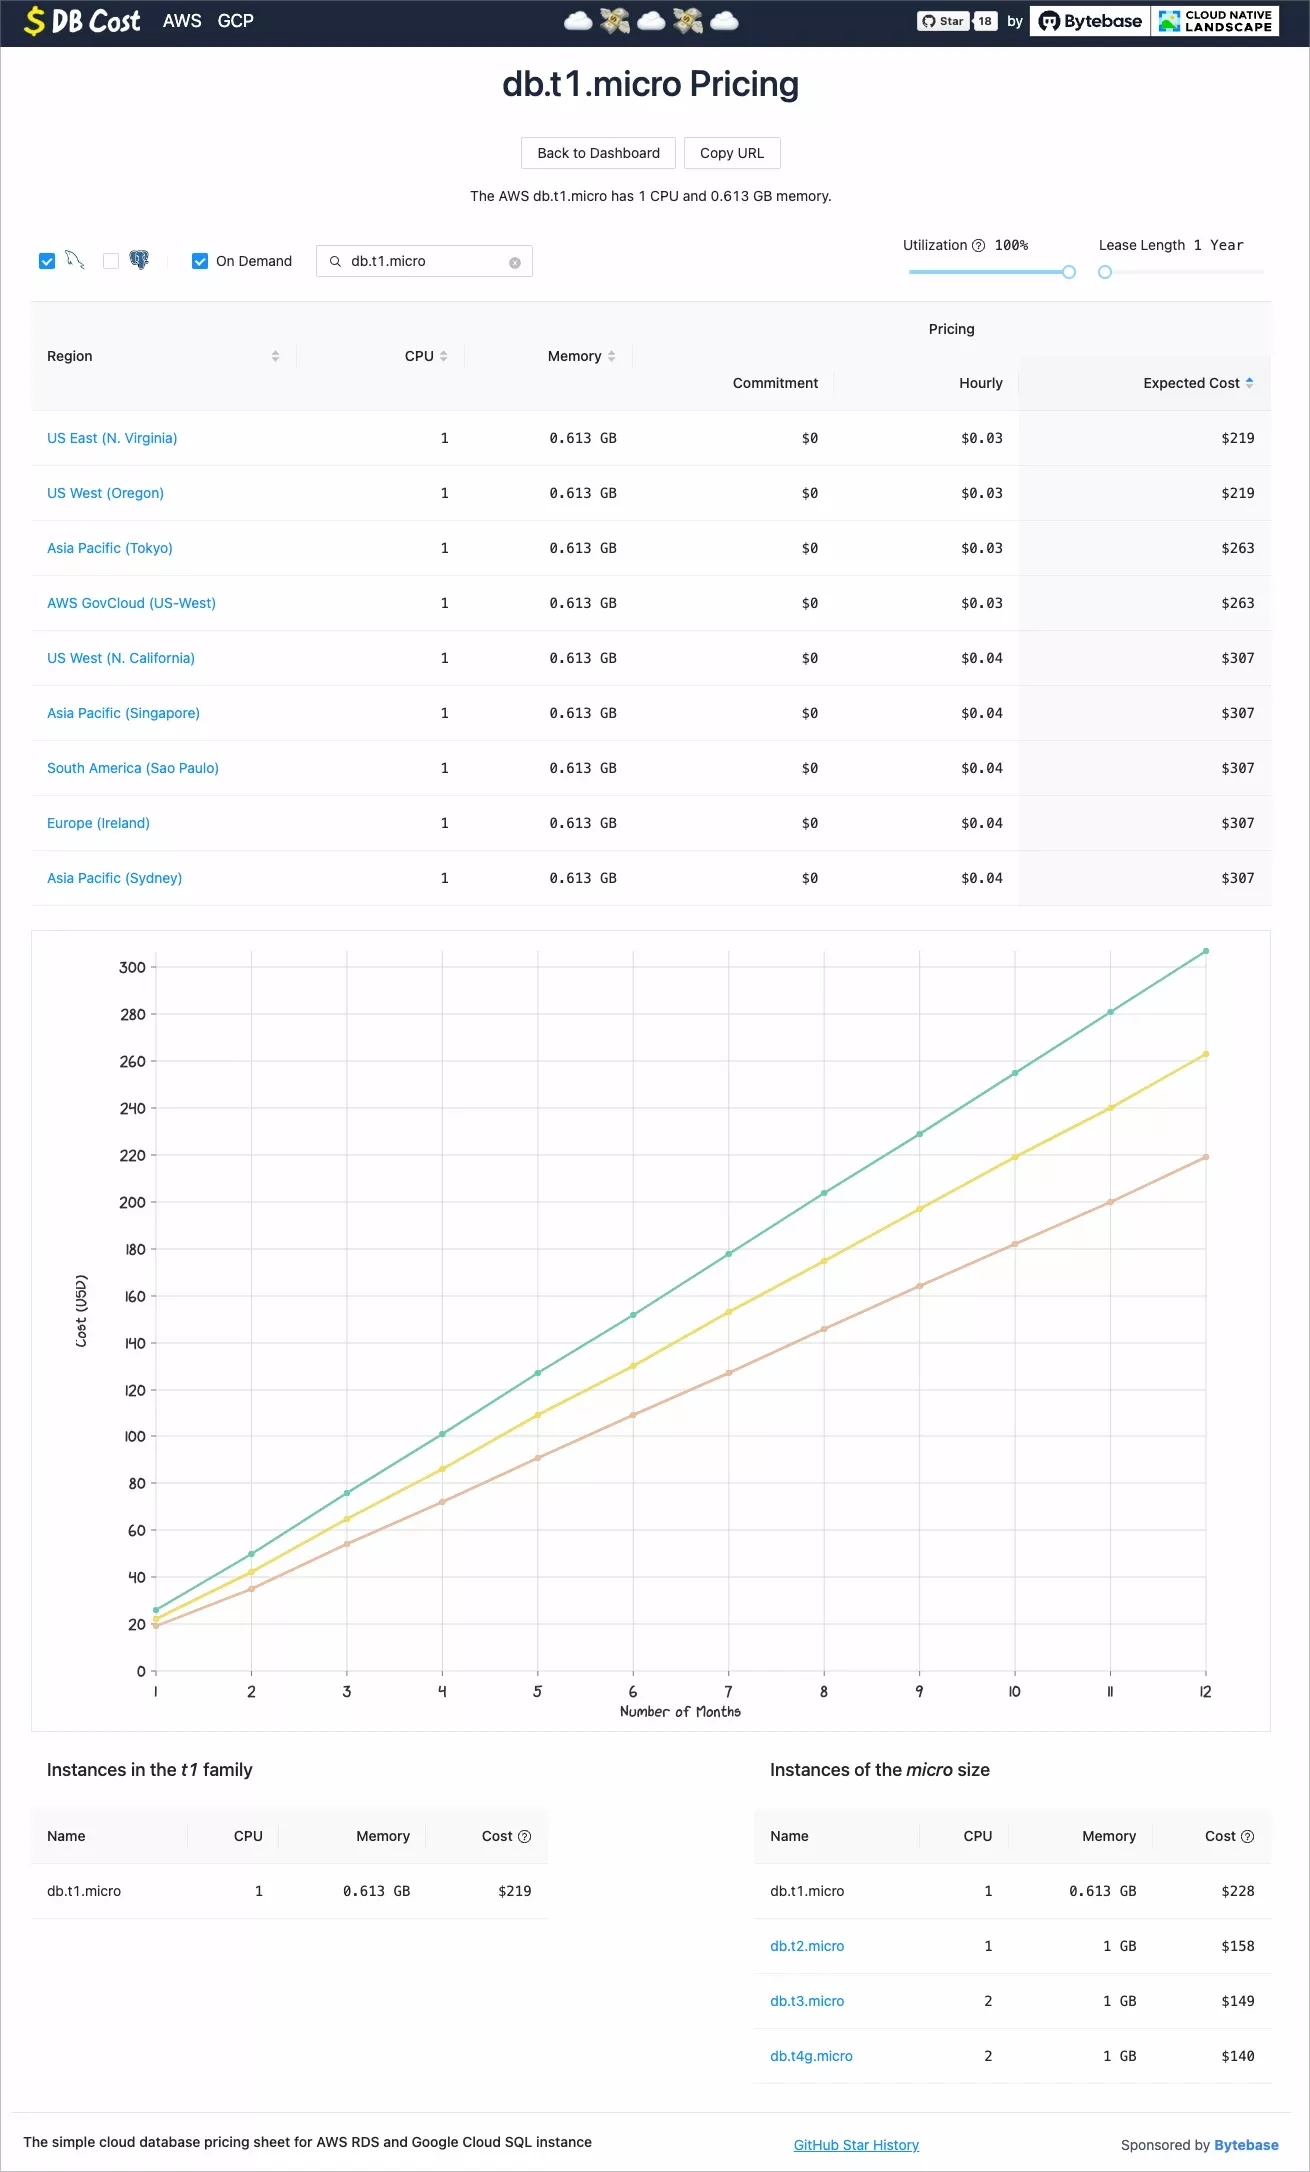 $ DB Cost AWS GCP Star 18 by Bytebase CLOUD NATIVE LANDSCAPE
db.t1.micro Pricing
Back to Dashboard Copy URL
The AWS db.t1.micro has 1 CPU and 0.613 GB memory.
Utilization ? 100% Lease Length 1 Year
On Demand db.t1.micro
Pricing
Region CPU Memory
Commitment Hourly Expected Cost
US East (N. Virginia) 1 0.613 GB $0 $0.03 $219
US West (Oregon) 1 0.613 GB $0 $0.03 $219
Asia Pacific (Tokyo) 1 0.613 GB $0 $0.03 $263
AWS GovCloud (US-West) 1 0.613 GB $0 $0.03 $263
US West (N. California) 1 0.613 GB $0 $0.04 $307
Asia Pacific (Singapore) 1 0.613 GB $0 $0.04 $307
South America (Sao Paulo) 1 0.613 GB $0 $0.04 $307
Europe (Ireland) 1 0.613 GB $0 $0.04 $307
Asia Pacific (Sydney) 1 0.613 GB $0 $0.04 $307
300
280
260
240
220
200
180
160
140
120
100
80
60
40
20
0
Cost (USD)
1 2 3 4 5 6 7 8 9 10 11 12
Number of Months
Instances in the t1 family
Name CPU Memory Cost ?
db.t1.micro 1 0.613 GB $219
Instances of the micro size
Name CPU Memory Cost ?
db.t1.micro 1 0.613 GB $228
db.t2.micro 1 1 GB $158
db.t3.micro 2 1 GB $149
db.t4g.micro 2 1 GB $140
The simple cloud database pricing sheet for AWS RDS and Google Cloud SQL instance GitHub Star History Sponsored by Bytebase